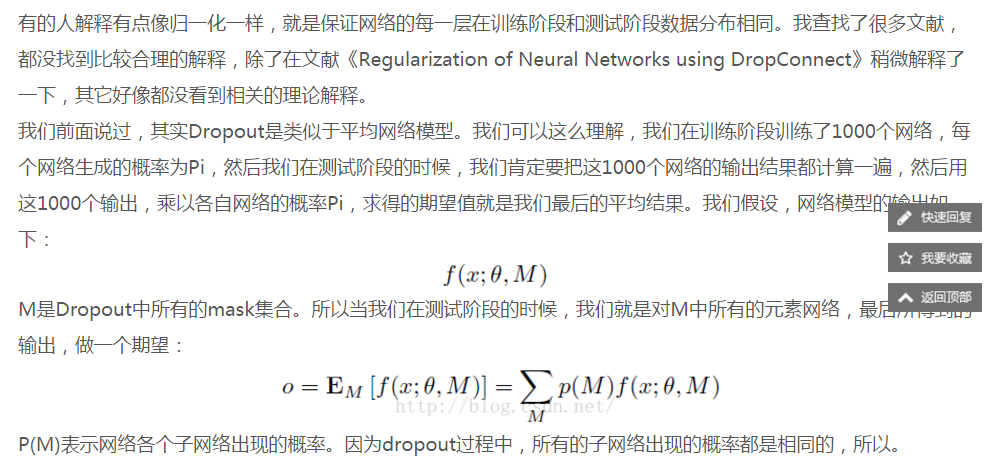 有的人解释有点像归一化一样，就是保证网络的每一层在训练阶段和测试阶段数据分布相同。我查找了很多文献，
都没找到比较合理的解释，除了在文献《Regularization of Neural Networks using DropConnect》稍微解释了
一下，其它好像都没看到相关的理论解释。
我们前面说过，其实Dropout是类似于平均网络模型。我们可以这么理解，我们在训练阶段训练了1000个网络，每
个网络生成的概率为Pi，然后我们在测试阶段的时候，我们肯定要把这1000个网络的输出结果都计算一遍，然后用
这1000个输出，乘以各自网络的概率Pi，求得的期望值就是我们最后的平均结果。我们假设，网络模型的输出如
快速回复
下：
我要收藏
f(x; θ, M)
返回顶部
M是Dropout中所有的mask集合。所以当我们在测试阶段的时候，我们就是对M中所有的元素网络，最后所得到的
输出，做一个期望：
o = E_M [f(x; θ, M)] = ∑_M p(M)f(x; θ, M)
http://blog.csdn.net/
P(M)表示网络各个子网络出现的概率。因为dropout过程中，所有的子网络出现的概率都是相同的，所以。